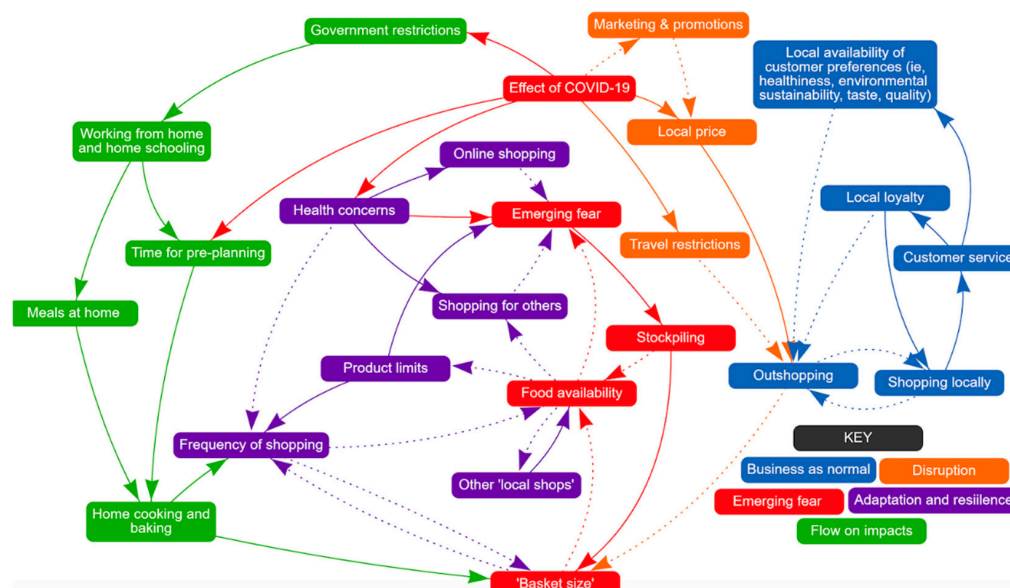 Marketing & promotions
Government restrictions
Local availability of
customer preferences (ie,
healthiness, environmental
sustainability, taste, quality)
Effect of COVID-19
Working from home
and home schooling
Local price
Online shopping
Local loyalty
Health concerns
Emerging fear
Time for pre-planning
Travel restrictions
Customer service
Meals at home
Shopping for others
Stockpiling
Product limits
Outshopping
Shopping locally
Food availability
Frequency of shopping
KEY
Other 'local shops'
Business as normal
Disruption
Emerging fear
Adaptation and resiilence
Home cooking and
baking
Flow on impacts
'Basket size'